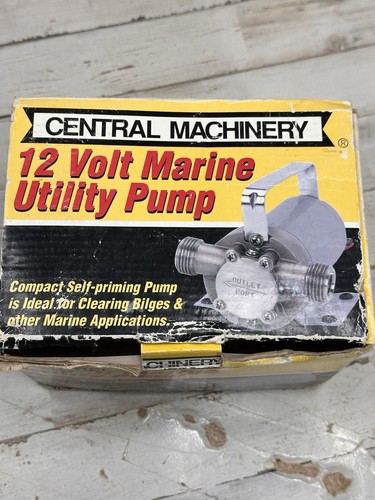 CENTRAL MACHINERY
®
12 Volt Marine
Utility Pump
Compact Self-priming Pump
is Ideal for Clearing Bilges &
other Marine Applications.
OUTLET
PORT
CHINERY